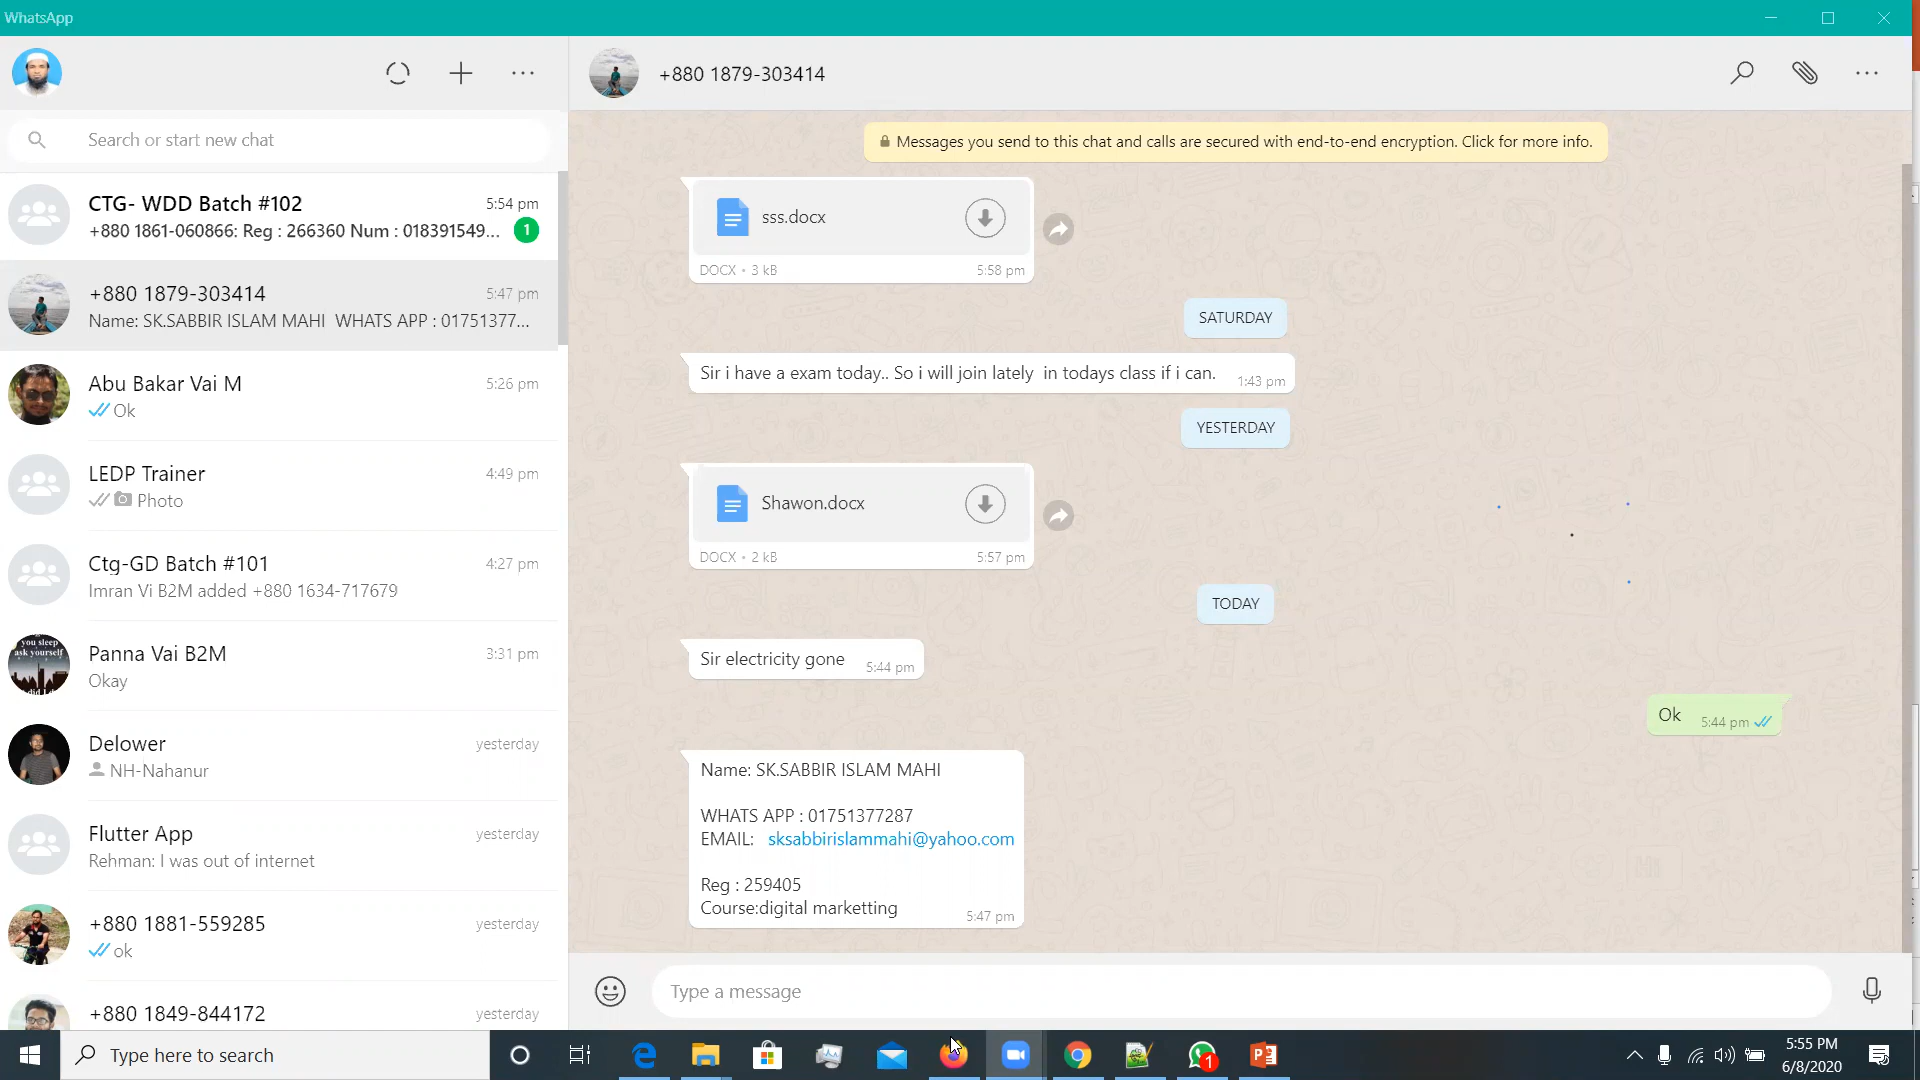 WhatsApp
Search or start new chat
CTG- WDD Batch #102
5:54 pm
+880 1861-060866: Reg : 266360 Num : 018391549...
1
+880 1879-303414
5:47 pm
Name: SK.SABBIR ISLAM MAHI WHATS APP : 01751377...
Abu Bakar Vai M
5:26 pm
Ok
LEDP Trainer
4:49 pm
Photo
Ctg-GD Batch #101
4:27 pm
Imran Vi B2M added +880 1634-717679
you sleep
ask yourself
Panna Vai B2M
3:31 pm
Okay
Delower
yesterday
NH-Nahanur
Flutter App
yesterday
Rehman: I was out of internet
+880 1881-559285
yesterday
ok
+880 1849-844172
yesterday
+880 1879-303414
Messages you send to this chat and calls are secured with end-to-end encryption. Click for more info.
sss.docx
DOCX • 3 kB
5:58 pm
SATURDAY
Sir i have a exam today.. So i will join lately in todays class if i can.
1:43 pm
YESTERDAY
Shawon.docx
DOCX • 2 kB
5:57 pm
TODAY
Sir electricity gone
5:44 pm
Ok
5:44 pm
Name: SK.SABBIR ISLAM MAHI
WHATS APP : 01751377287
EMAIL: sksabbirislammahi@yahoo.com
Reg : 259405
Course:digital marketting
5:47 pm
Type a message
Type here to search
1
5:55 PM
6/8/2020